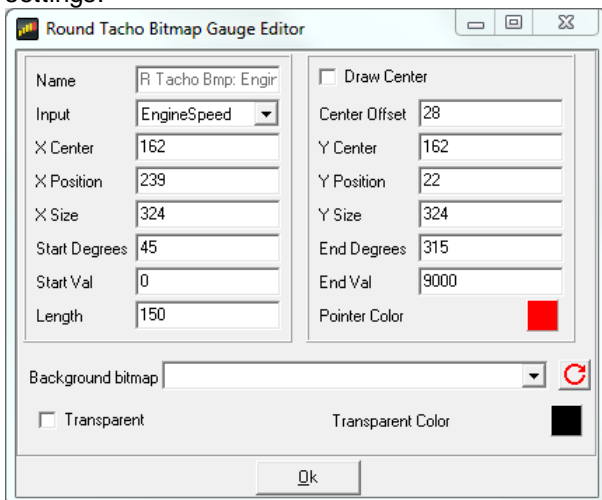 settings.
Round Tacho Bitmap Gauge Editor
Name R Tacho Bmp: Engin
Draw Center
Input EngineSpeed
Center Offset 28
X Center 162
Y Center 162
X Position 239
Y Position 22
X Size 324
Y Size 324
Start Degrees 45
End Degrees 315
Start Val 0
End Val 9000
Length 150
Pointer Color
Background bitmap
Transparent
Transparent Color
Ok